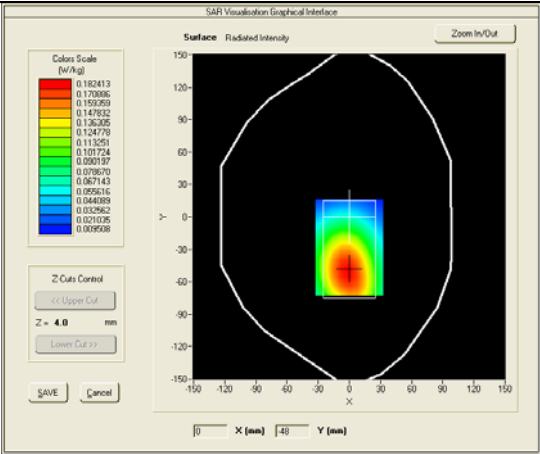 SAR Visualisation Graphical Interface
Surface Radiated Intensity
Zoom In/Out
Colors Scale
(W/kg)
0.182413
0.170886
0.159359
0.147832
0.136305
0.124778
0.113251
0.101724
0.090197
0.078670
0.067143
0.055616
0.044089
0.032562
0.021035
0.009508
Z-Cuts Control
<< Upper Cut
Z = 4.0 mm
Lower Cut >>
SAVE Cancel
150
120
90
60
30
0
-30
-60
-90
-120
-150
Y
-150 -120 -90 -60 -30 0 30 60 90 120 150
X
0 X (mm) -48 Y (mm)